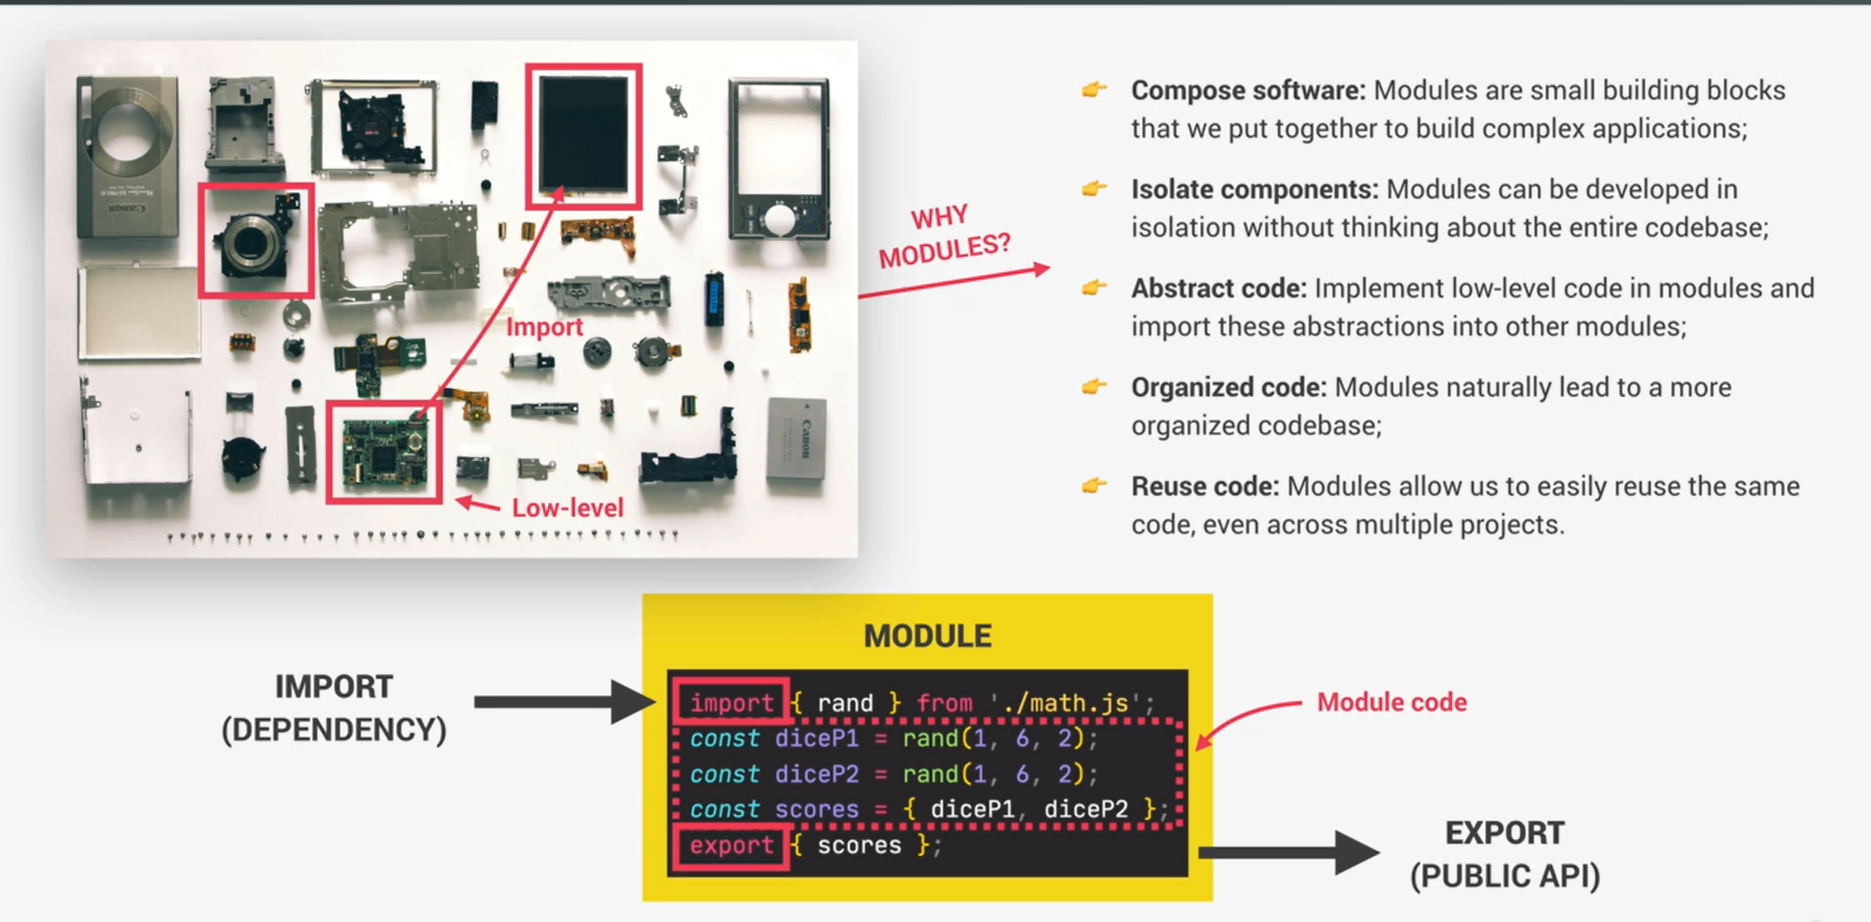 Compose software: Modules are small building blocks
that we put together to build complex applications;
Isolate components: Modules can be developed in
isolation without thinking about the entire codebase;
Abstract code: Implement low-level code in modules and
import these abstractions into other modules;
Organized code: Modules naturally lead to a more
organized codebase;
Reuse code: Modules allow us to easily reuse the same
code, even across multiple projects.
WHY
MODULES?
Import
Low-level
Canon
Canon
MODULE
IMPORT
(DEPENDENCY)
import { rand } from './math.js';
const diceP1 = rand(1, 6, 2);
const diceP2 = rand(1, 6, 2);
const scores = { diceP1, diceP2 };
export { scores };
Module code
EXPORT
(PUBLIC API)